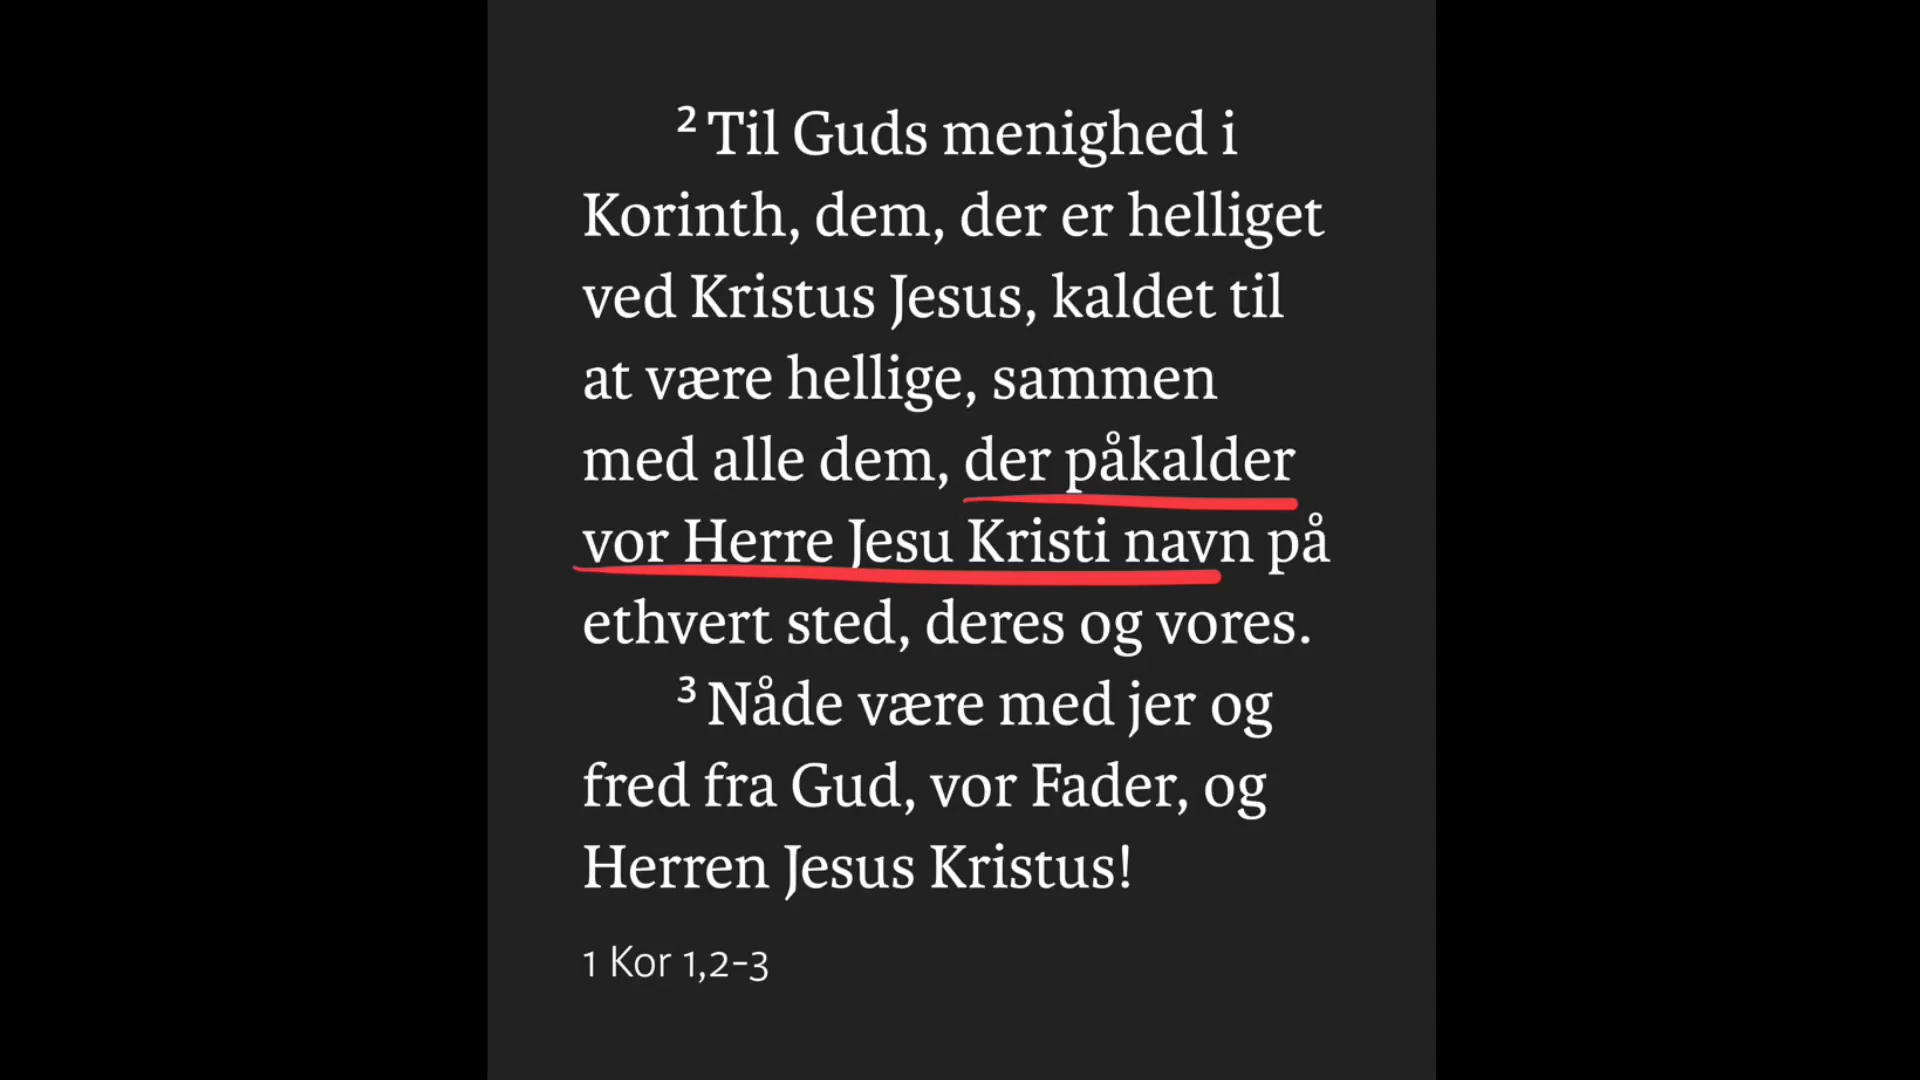 ² Til Guds menighed i
Korinth, dem, der er helliget
ved Kristus Jesus, kaldet til
at være hellige, sammen
med alle dem, der påkalder
vor Herre Jesu Kristi navn på
ethvert sted, deres og vores.
³ Nåde være med jer og
fred fra Gud, vor Fader, og
Herren Jesus Kristus!
1 Kor 1,2-3